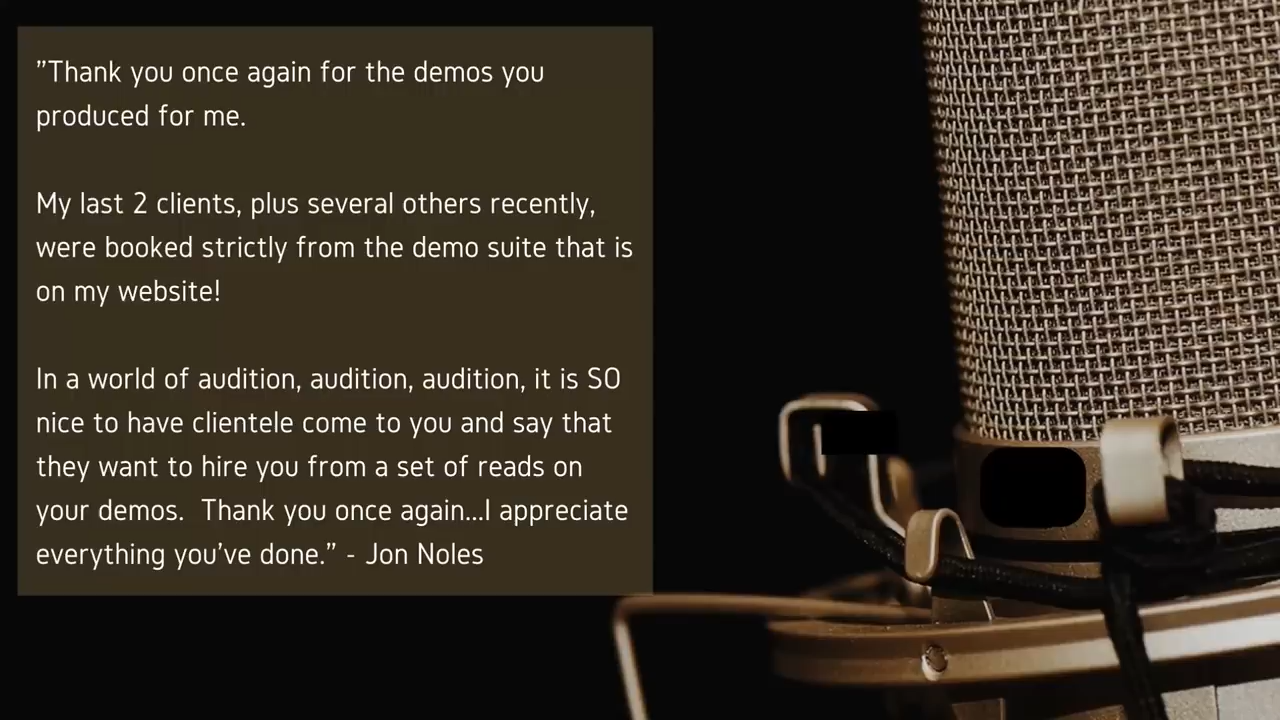 ”Thank you once again for the demos you
produced for me.
My last 2 clients, plus several others recently,
were booked strictly from the demo suite that is
on my website!
In a world of audition, audition, audition, it is SO
nice to have clientele come to you and say that
they want to hire you from a set of reads on
your demos.  Thank you once again...I appreciate
everything you’ve done.” - Jon Noles